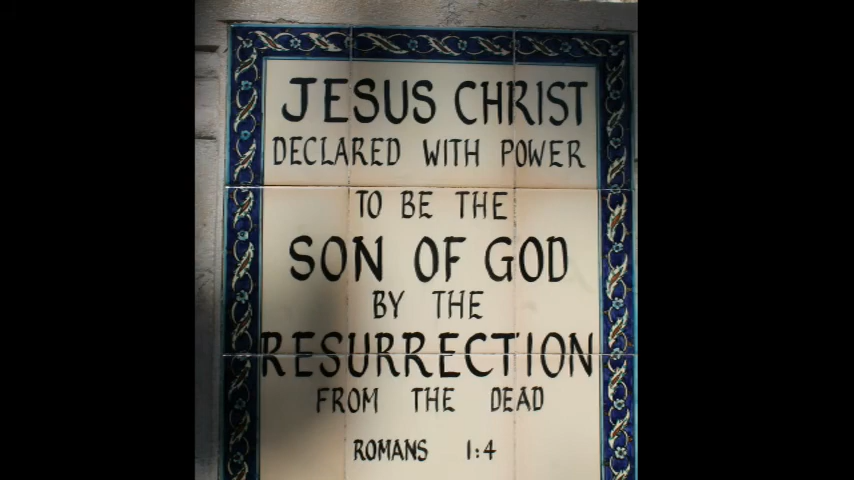 JESUS CHRIST
DECLARED WITH POWER
TO BE THE
SON OF GOD
BY THE
RESURRECTION
FROM THE DEAD
ROMANS 1:4